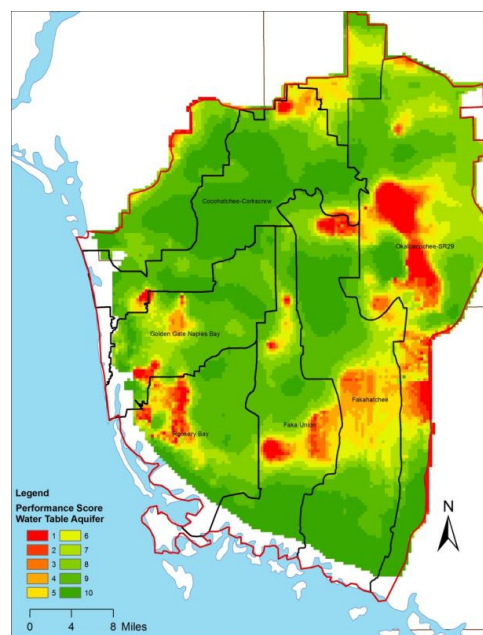 Cocohatchee-Corkscrew
Okaloacoochee-SR29
Golden Gate Naples Bay
Fakahatchee
Faka Union
Rookery Bay
Legend
Performance Score
Water Table Aquifer
1 6
2 7
3 8
4 9
5 10
0 4 8 Miles
N